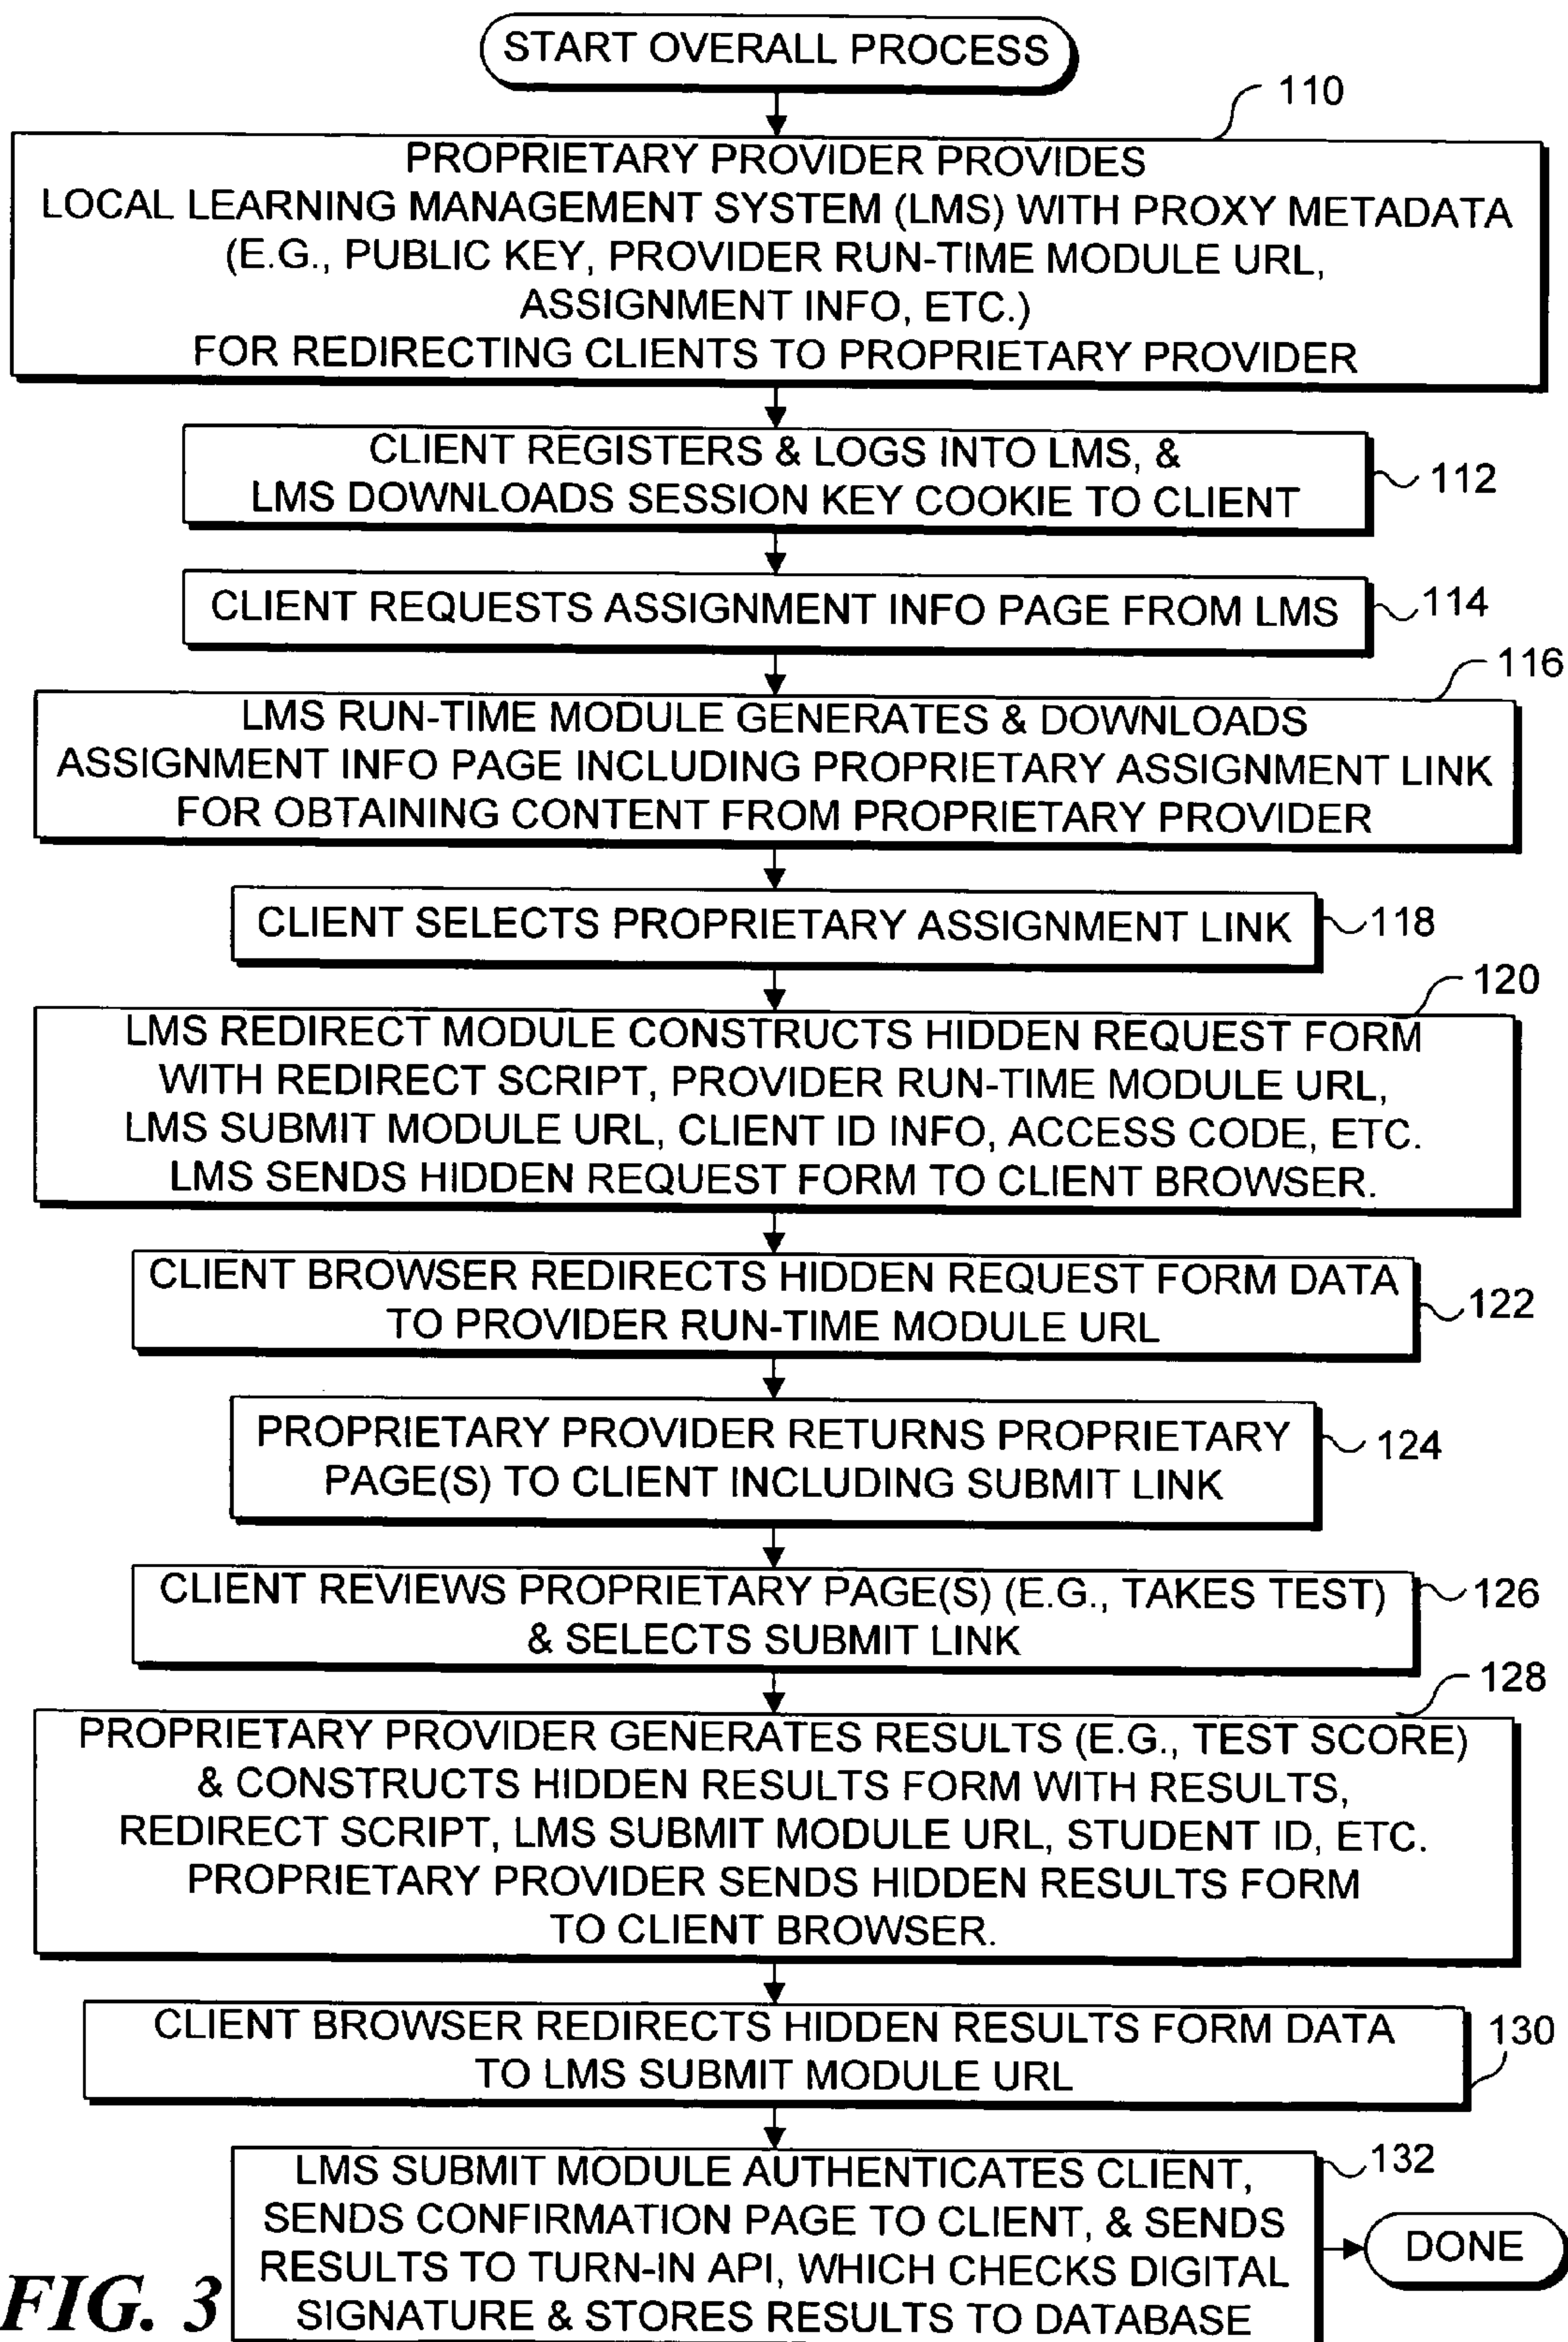 START OVERALL PROCESS
110
PROPRIETARY PROVIDER PROVIDES
LOCAL LEARNING MANAGEMENT SYSTEM (LMS) WITH PROXY METADATA
(E.G., PUBLIC KEY, PROVIDER RUN-TIME MODULE URL,
ASSIGNMENT INFO, ETC.)
FOR REDIRECTING CLIENTS TO PROPRIETARY PROVIDER
CLIENT REGISTERS & LOGS INTO LMS, &
LMS DOWNLOADS SESSION KEY COOKIE TO CLIENT
112
CLIENT REQUESTS ASSIGNMENT INFO PAGE FROM LMS
114
116
LMS RUN-TIME MODULE GENERATES & DOWNLOADS
ASSIGNMENT INFO PAGE INCLUDING PROPRIETARY ASSIGNMENT LINK
FOR OBTAINING CONTENT FROM PROPRIETARY PROVIDER
CLIENT SELECTS PROPRIETARY ASSIGNMENT LINK
118
120
LMS REDIRECT MODULE CONSTRUCTS HIDDEN REQUEST FORM
WITH REDIRECT SCRIPT, PROVIDER RUN-TIME MODULE URL,
LMS SUBMIT MODULE URL, CLIENT ID INFO, ACCESS CODE, ETC.
LMS SENDS HIDDEN REQUEST FORM TO CLIENT BROWSER.
CLIENT BROWSER REDIRECTS HIDDEN REQUEST FORM DATA
TO PROVIDER RUN-TIME MODULE URL
122
PROPRIETARY PROVIDER RETURNS PROPRIETARY
PAGE(S) TO CLIENT INCLUDING SUBMIT LINK
124
CLIENT REVIEWS PROPRIETARY PAGE(S) (E.G., TAKES TEST)
& SELECTS SUBMIT LINK
126
128
PROPRIETARY PROVIDER GENERATES RESULTS (E.G., TEST SCORE)
& CONSTRUCTS HIDDEN RESULTS FORM WITH RESULTS,
REDIRECT SCRIPT, LMS SUBMIT MODULE URL, STUDENT ID, ETC.
PROPRIETARY PROVIDER SENDS HIDDEN RESULTS FORM
TO CLIENT BROWSER.
CLIENT BROWSER REDIRECTS HIDDEN RESULTS FORM DATA
TO LMS SUBMIT MODULE URL
130
LMS SUBMIT MODULE AUTHENTICATES CLIENT,
SENDS CONFIRMATION PAGE TO CLIENT, & SENDS
RESULTS TO TURN-IN API, WHICH CHECKS DIGITAL
SIGNATURE & STORES RESULTS TO DATABASE
132
DONE
FIG. 3